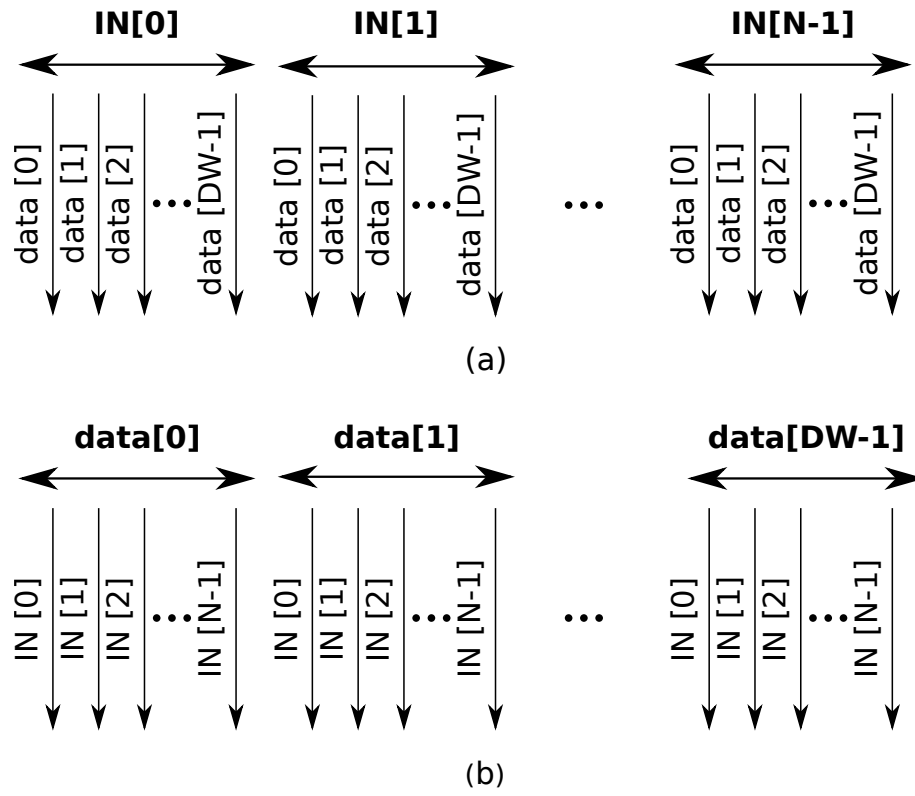 IN[0] IN[1] IN[N-1]
data [0] data [1] data [2] ... data [DW-1] data [0] data [1] data [2] ... data [DW-1] ... data [0] data [1] data [2] ... data [DW-1]
(a)
data[0] data[1] data[DW-1]
IN [0] IN [1] IN [2] ... IN [N-1] IN [0] IN [1] IN [2] ... IN [N-1] ... IN [0] IN [1] IN [2] ... IN [N-1]
(b)